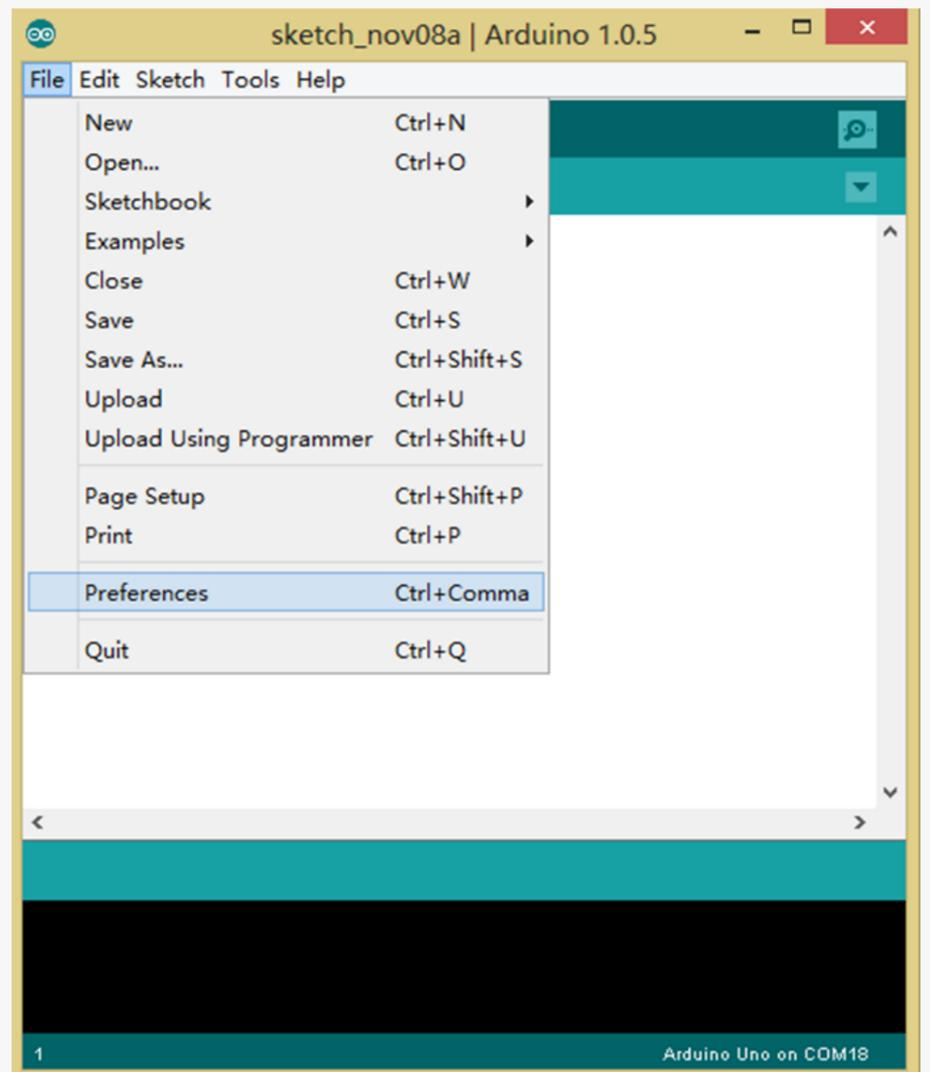 sketch_nov08a | Arduino 1.0.5
File Edit Sketch Tools Help
New Ctrl+N
Open... Ctrl+O
Sketchbook
Examples
Close Ctrl+W
Save Ctrl+S
Save As... Ctrl+Shift+S
Upload Ctrl+U
Upload Using Programmer Ctrl+Shift+U
Page Setup Ctrl+Shift+P
Print Ctrl+P
Preferences Ctrl+Comma
Quit Ctrl+Q
1 Arduino Uno on COM18